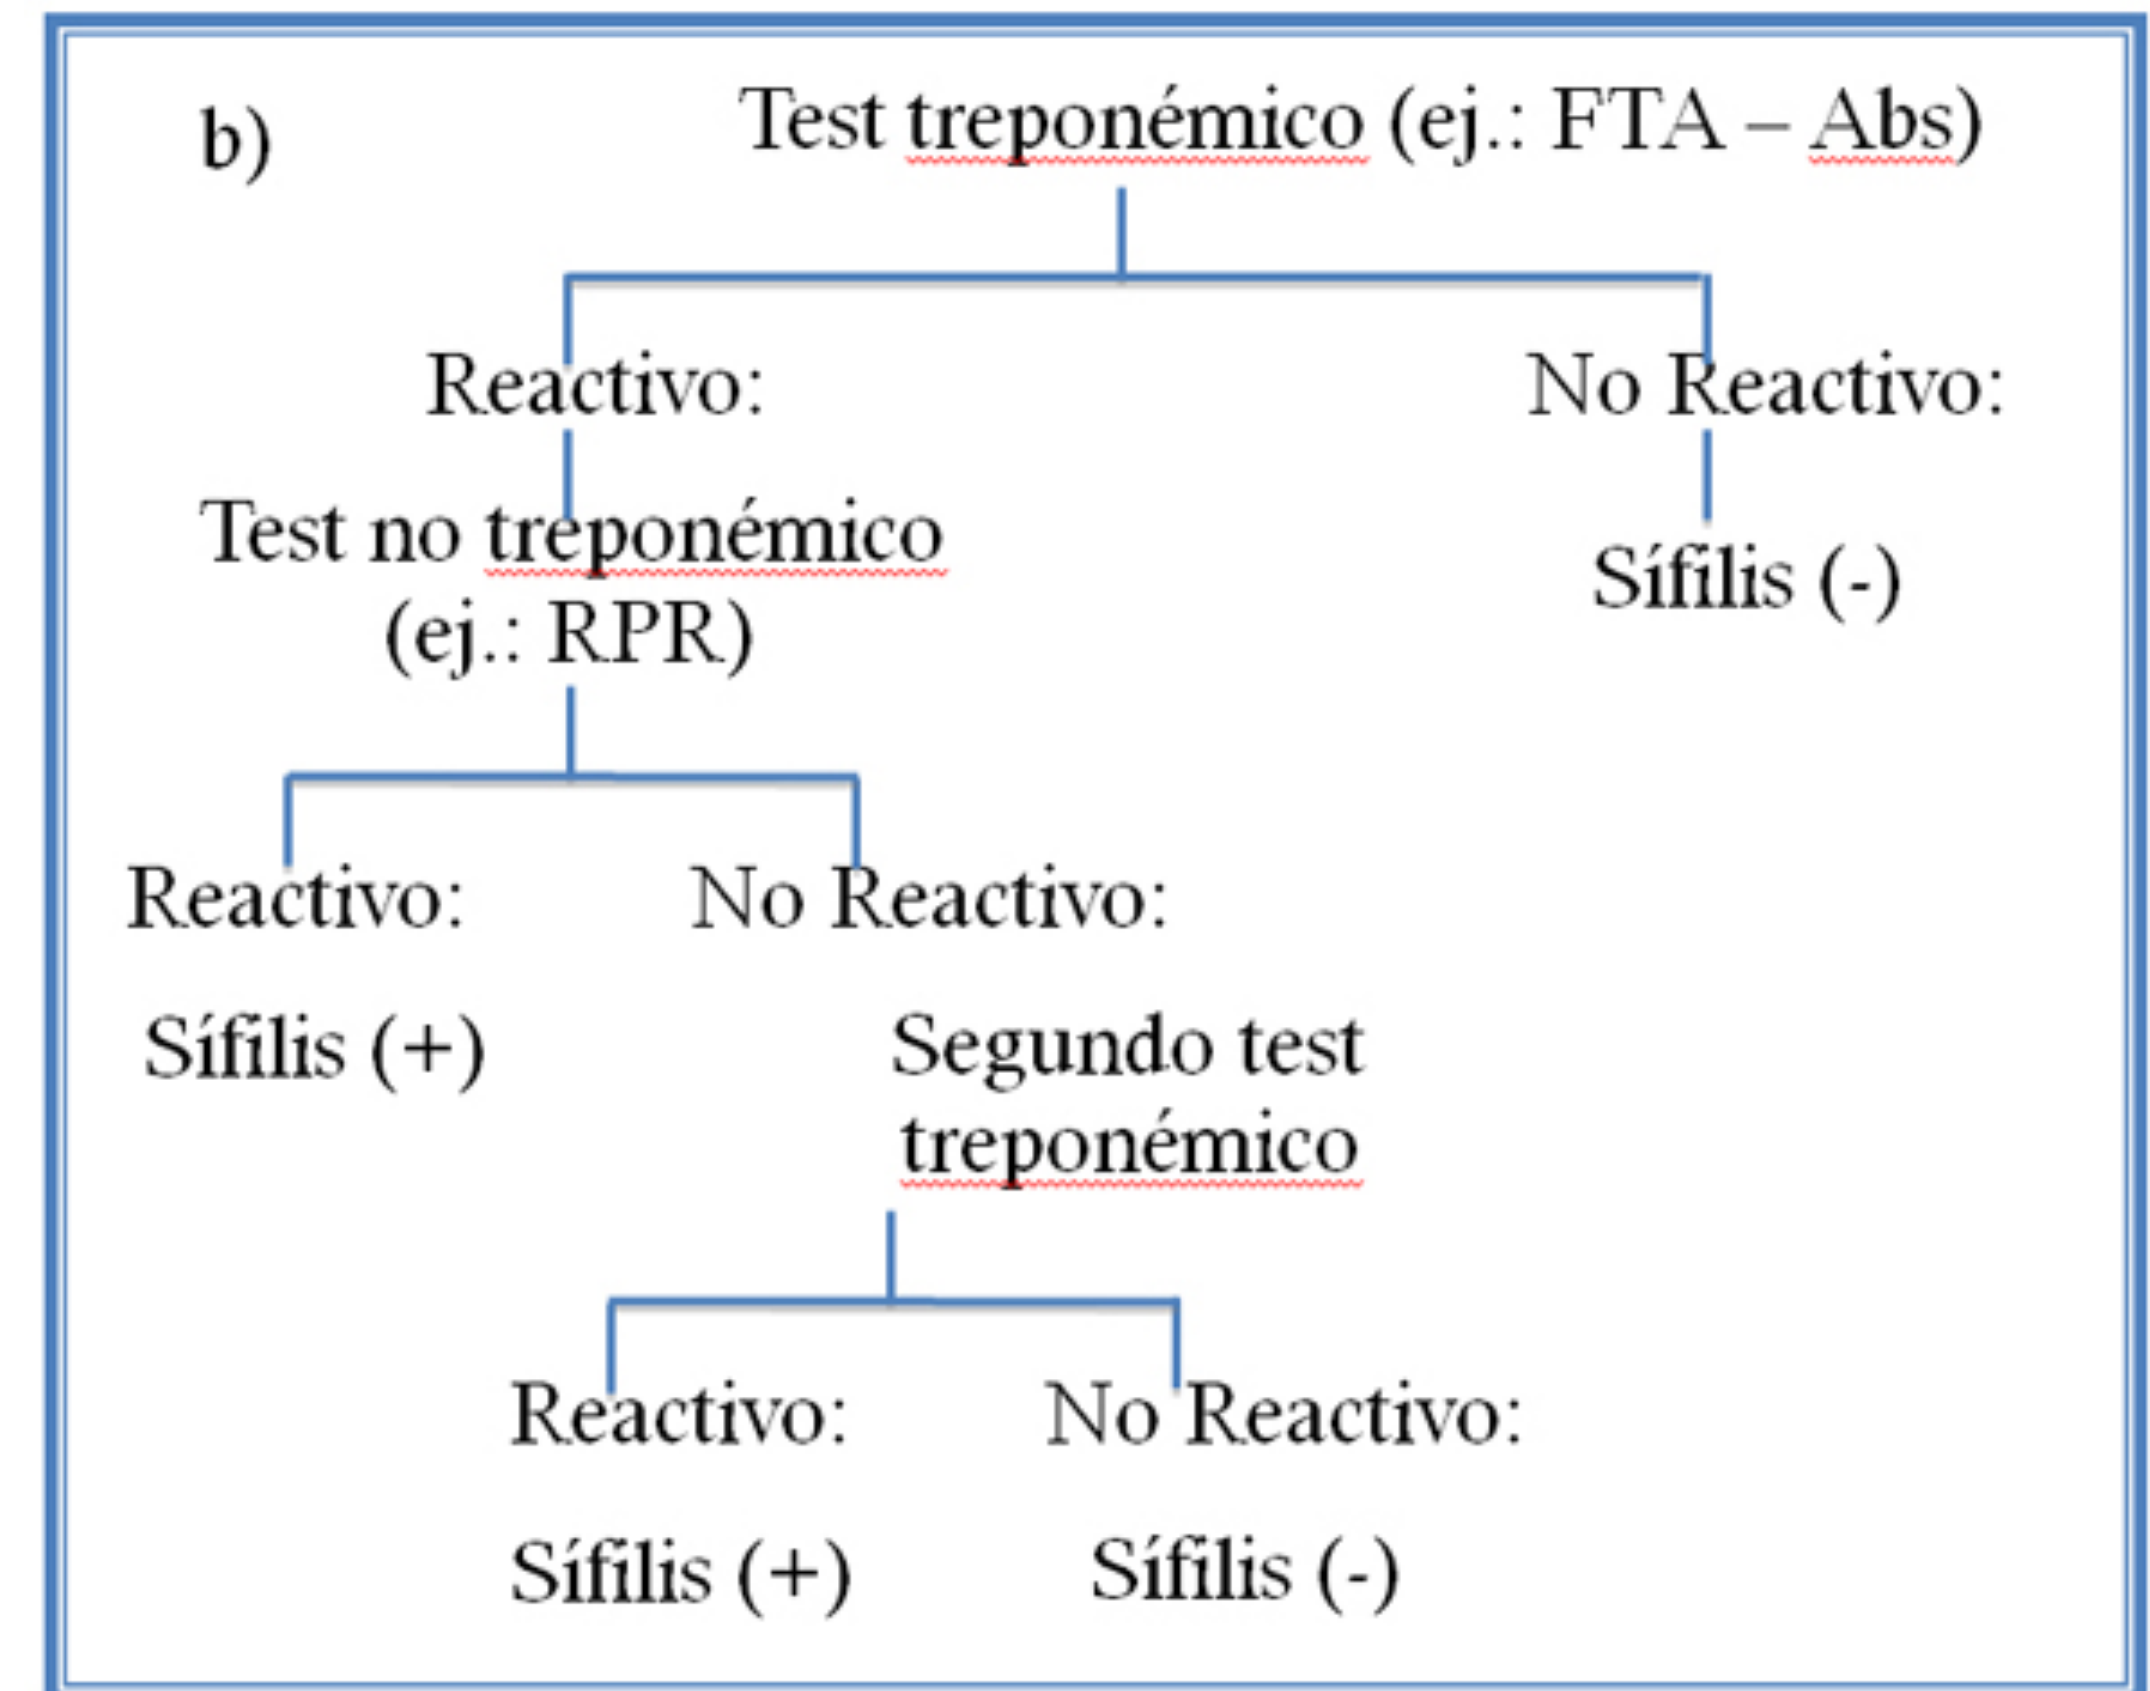 b)
Test treponémico (ej.: FTA – Abs)
Reactivo:
No Reactivo:
Test no treponémico
(ej.: RPR)
Sífilis (-)
Reactivo:
No Reactivo:
Sífilis (+)
Segundo test
treponémico
Reactivo:
No Reactivo:
Sífilis (+)
Sífilis (-)